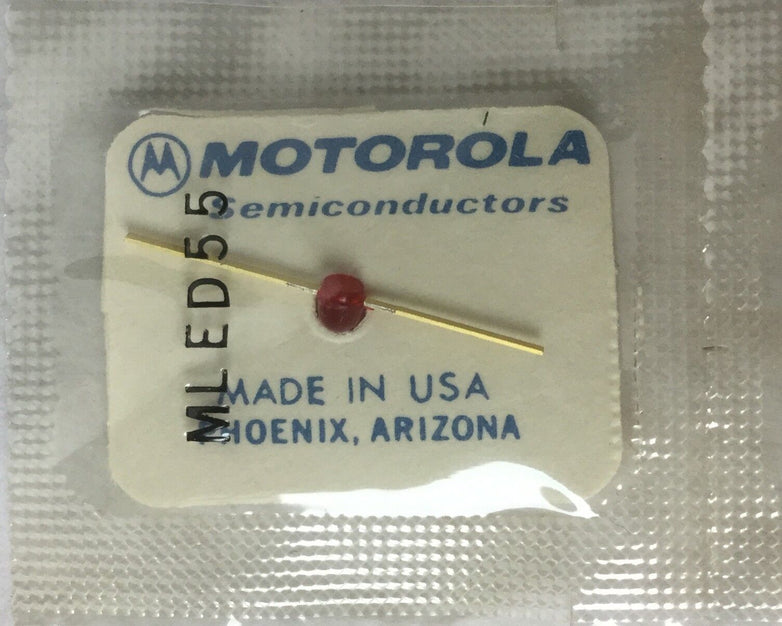 MOTOROLA
Semiconductors
MLED55
MADE IN USA
PHOENIX, ARIZONA